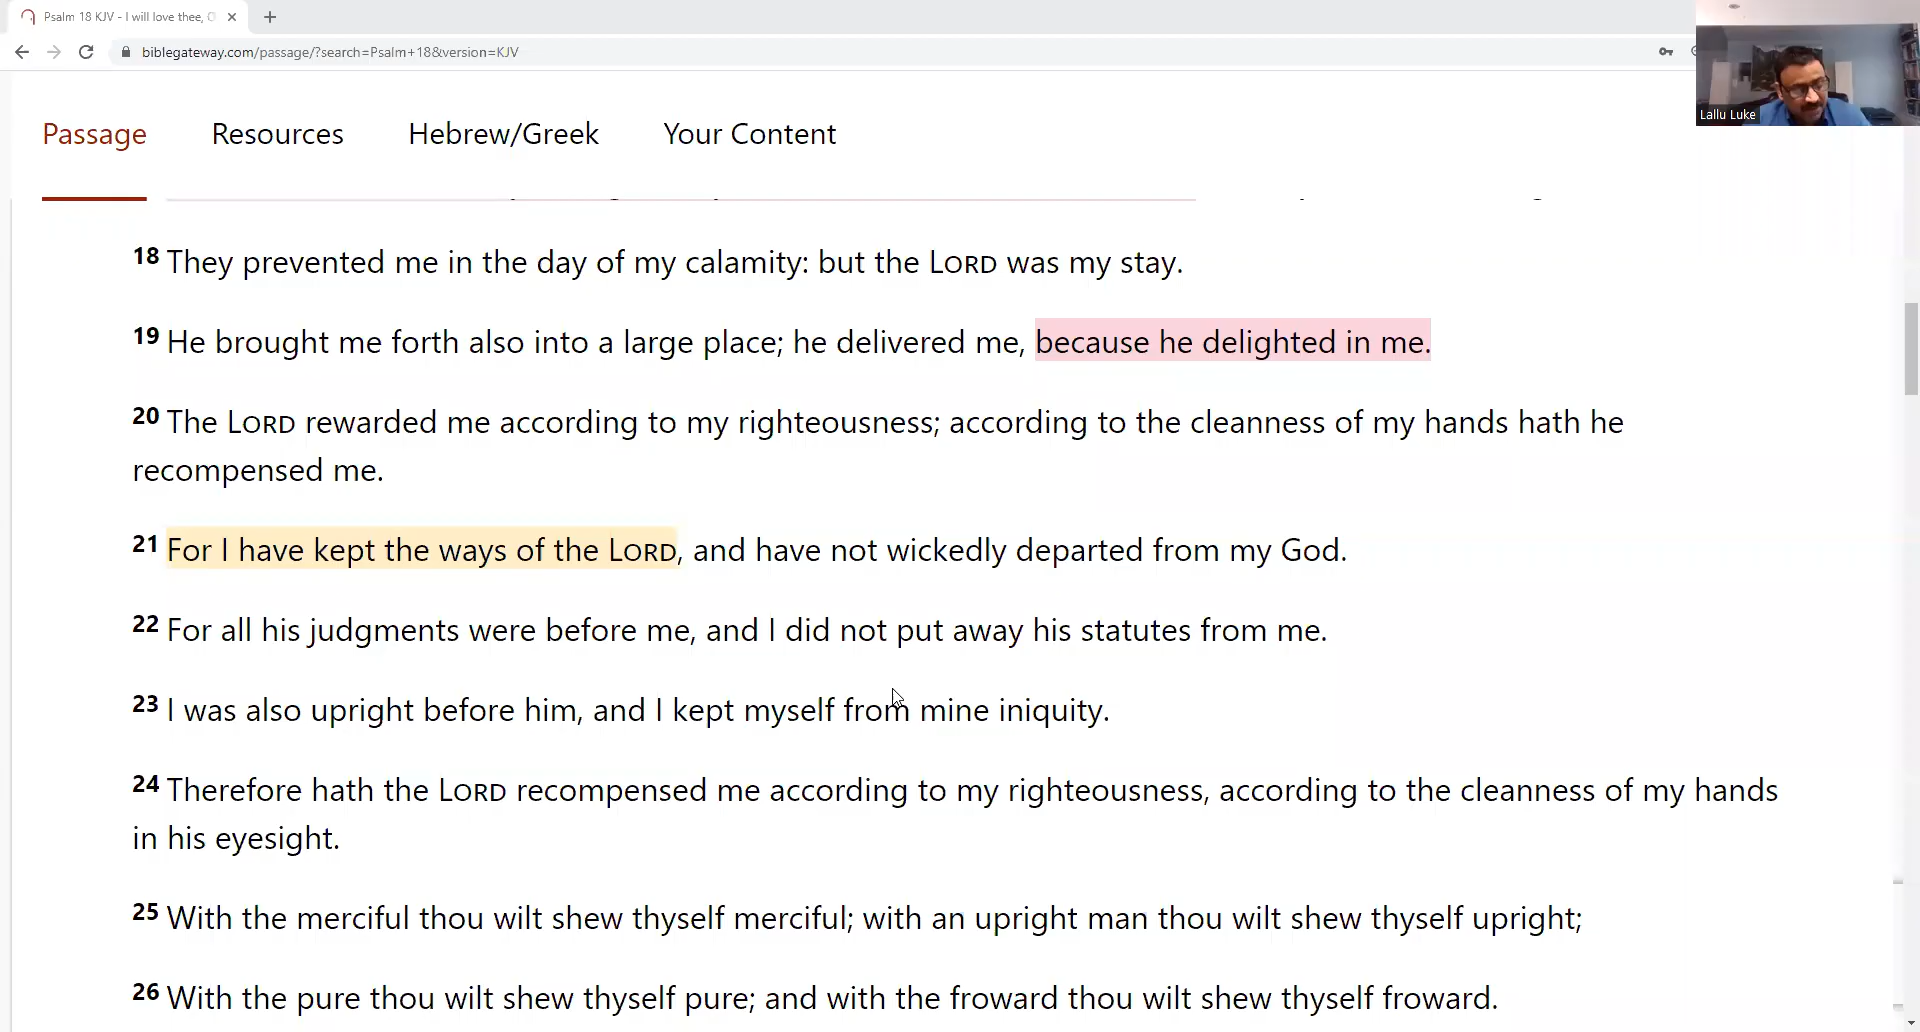 Psalm 18 KJV - I will love thee,
biblegateway.com/passage/?search=Psalm+18&version=KJV
Lallu Luke
Passage Resources Hebrew/Greek Your Content
18 They prevented me in the day of my calamity: but the LORD was my stay.
19 He brought me forth also into a large place; he delivered me, because he delighted in me.
20 The LORD rewarded me according to my righteousness; according to the cleanness of my hands hath he
recompensed me.
21 For I have kept the ways of the LORD, and have not wickedly departed from my God.
22 For all his judgments were before me, and I did not put away his statutes from me.
23 I was also upright before him, and I kept myself from mine iniquity.
24 Therefore hath the LORD recompensed me according to my righteousness, according to the cleanness of my hands
in his eyesight.
25 With the merciful thou wilt shew thyself merciful; with an upright man thou wilt shew thyself upright;
26 With the pure thou wilt shew thyself pure; and with the froward thou wilt shew thyself froward.